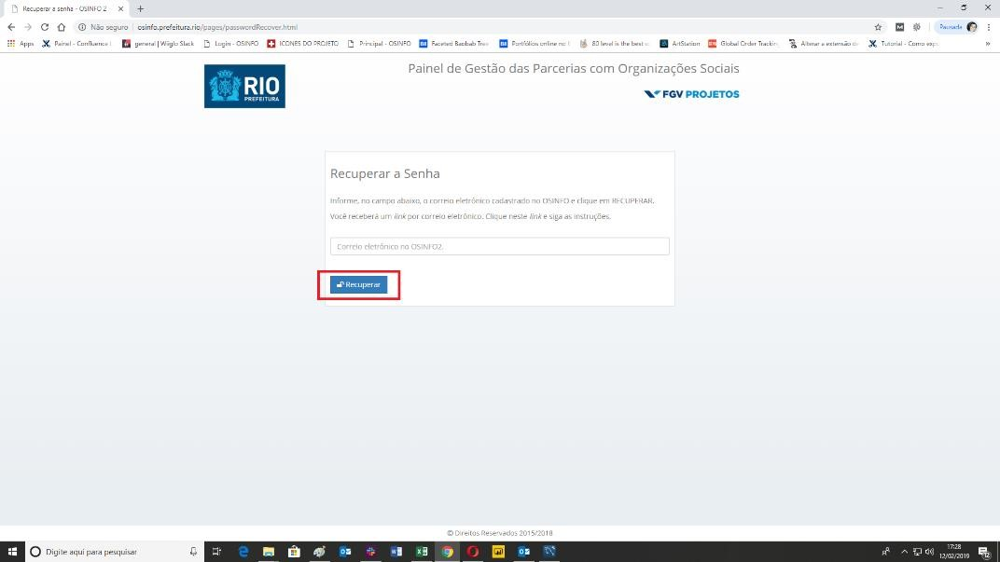 Recuperar a senha - OSINFO 2 -
Não seguro | osinfo.prefeitura.rio/pages/passwordRecover.html
Pausada
Apps Painel - Confluence general | Wiiglo Slack Login - OSINFO ICONES DO PROJETO Principal - OSINFO Faceted Baobab Tree Portfólios online no 80 level is the best ArtStation Global Order Tracking Alterar a extensão Tutorial - Como »
RIO
PREFEITURA
Painel de Gestão das Parcerias com Organizações Sociais
FGV PROJETOS
Recuperar a Senha
Informe, no campo abaixo, o correio eletrônico cadastrado no OSINFO e clique em RECUPERAR.
Você receberá um link por correio eletrônico. Clique neste link e siga as instruções.
Correio eletrônico no OSINFO2.
Recuperar
© Direitos Reservados 2015/2018
Digite aqui para pesquisar
17:28
12/02/2019